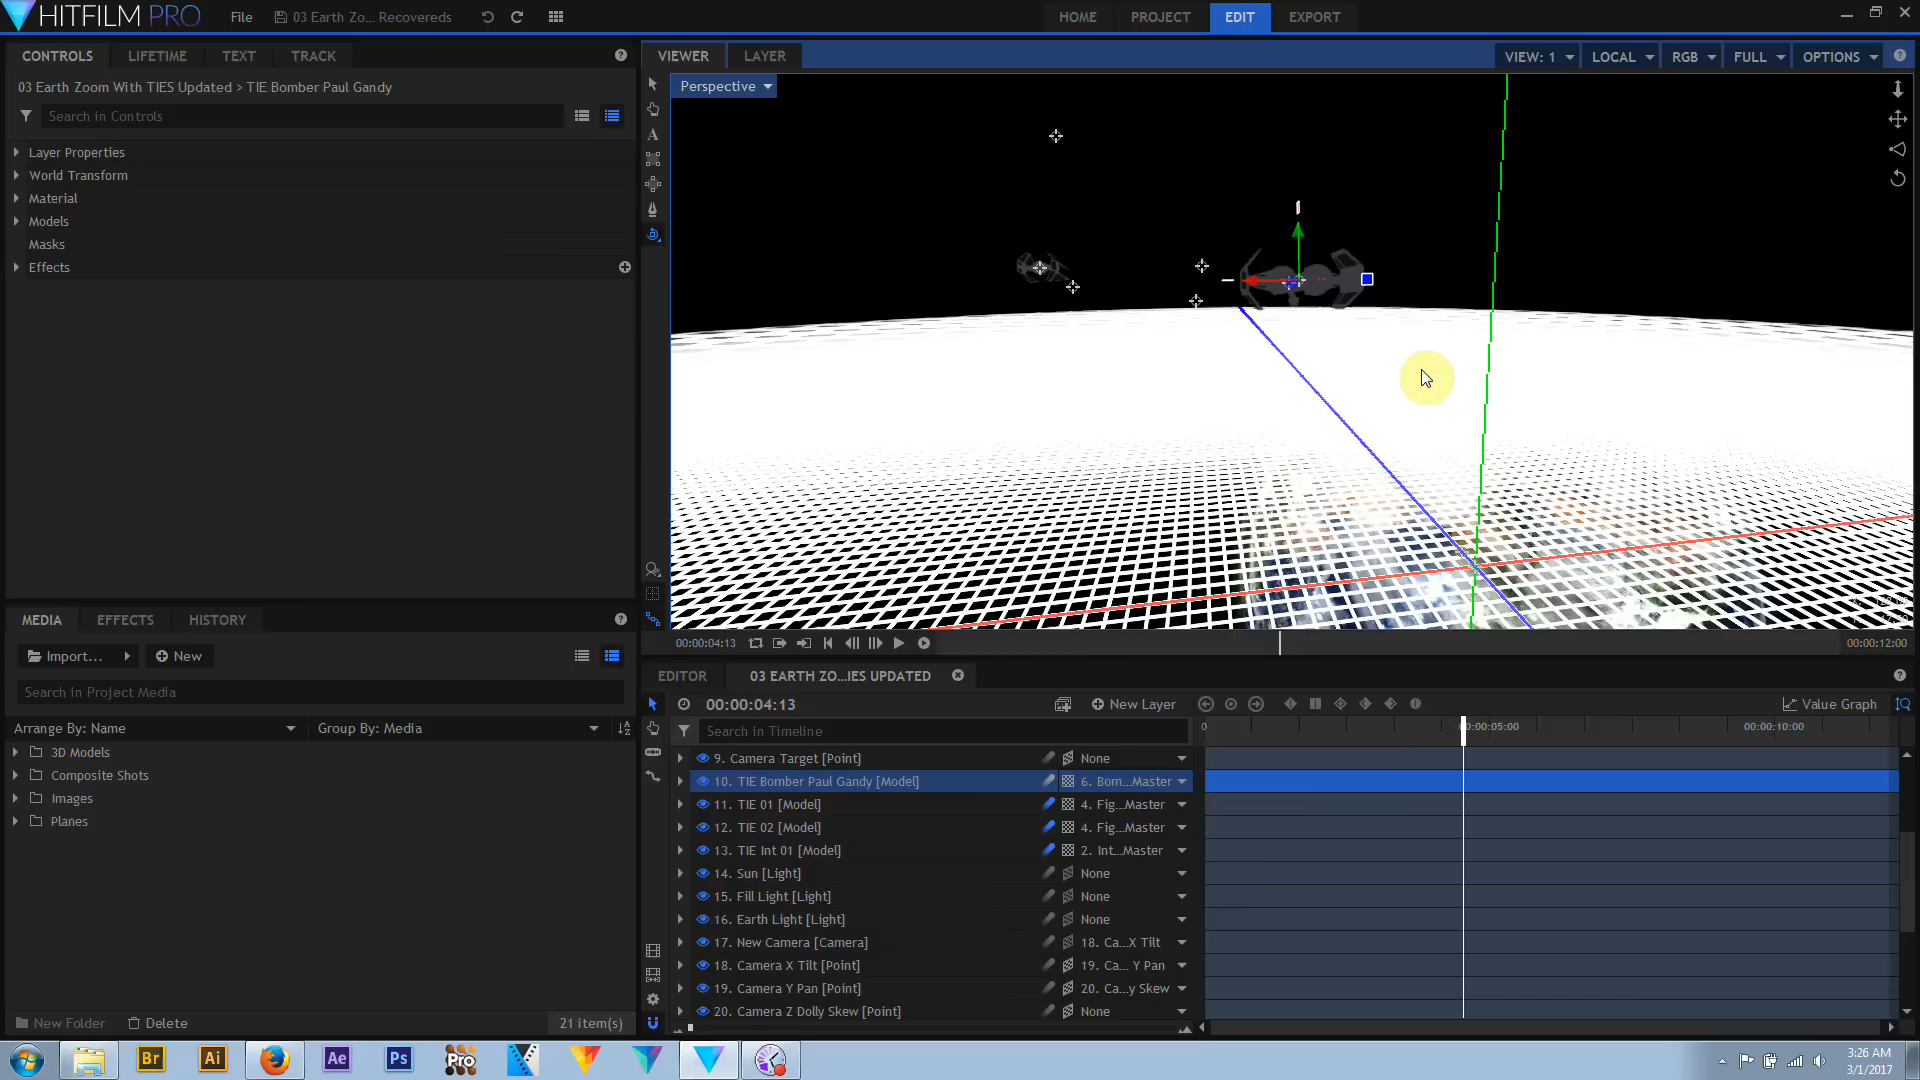 HITFILM PRO
File
03 Earth Zo... Recovereds
HOME
PROJECT
EDIT
EXPORT
CONTROLS
LIFETIME
TEXT
TRACK
VIEWER
LAYER
VIEW: 1
LOCAL
RGB
FULL
OPTIONS
03 Earth Zoom With TIES Updated > TIE Bomber Paul Gandy
Perspective
Search in Controls
Layer Properties
World Transform
Material
Models
Masks
Effects
MEDIA
EFFECTS
HISTORY
00:00:04:13
00:00:12:00
Import...
New
EDITOR
03 EARTH ZO...IES UPDATED
Search in Project Media
00:00:04:13
New Layer
Value Graph
Arrange By: Name
Group By: Media
Search in Timeline
0
00:00:05:00
00:00:10:00
3D Models
Composite Shots
Images
Planes
9. Camera Target [Point]
None
10. TIE Bomber Paul Gandy [Model]
6. Bom...Master
11. TIE 01 [Model]
4. Fig...Master
12. TIE 02 [Model]
4. Fig...Master
13. TIE Int 01 [Model]
2. Int...Master
14. Sun [Light]
None
15. Fill Light [Light]
None
16. Earth Light [Light]
None
17. New Camera [Camera]
18. Ca...X Tilt
18. Camera X Tilt [Point]
19. Ca... Y Pan
19. Camera Y Pan [Point]
20. Ca...y Skew
20. Camera Z Dolly Skew [Point]
None
New Folder
Delete
21 item(s)
Br
Ai
Ae
Ps
Pro
3:26 AM
3/1/2017